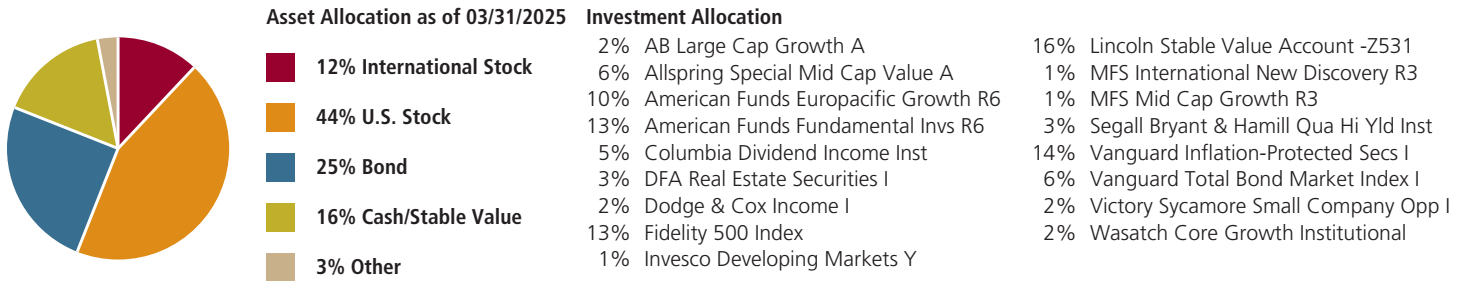 Asset Allocation as of 03/31/2025
12% International Stock
44% U.S. Stock
25% Bond
16% Cash/Stable Value
3% Other
Investment Allocation
2% AB Large Cap Growth A
6% Allspring Special Mid Cap Value A
10% American Funds Europacific Growth R6
13% American Funds Fundamental Invs R6
5% Columbia Dividend Income Inst
3% DFA Real Estate Securities I
2% Dodge & Cox Income I
13% Fidelity 500 Index
1% Invesco Developing Markets Y
16% Lincoln Stable Value Account -Z531
1% MFS International New Discovery R3
1% MFS Mid Cap Growth R3
3% Segall Bryant & Hamill Qua Hi Yld Inst
14% Vanguard Inflation-Protected Secs I
6% Vanguard Total Bond Market Index I
2% Victory Sycamore Small Company Opp I
2% Wasatch Core Growth Institutional